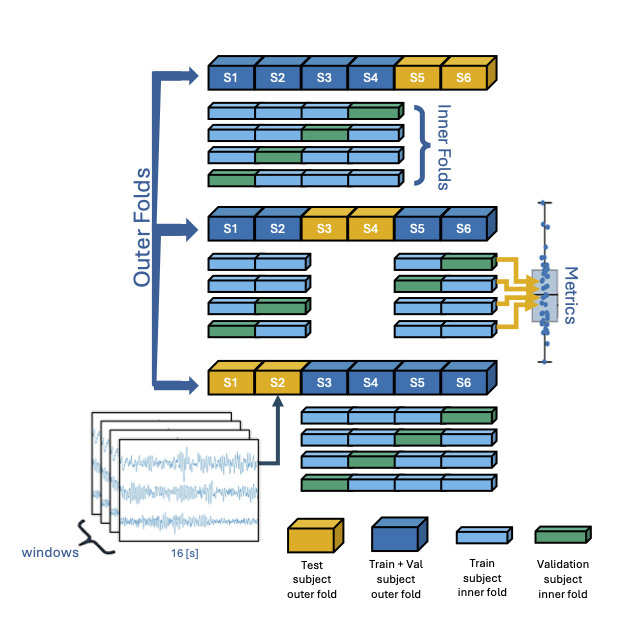 S1 S2 S3 S4 S5 S6
Inner Folds
Outer Folds
S1 S2 S3 S4 S5 S6
Metrics
S1 S2 S3 S4 S5 S6
windows
16 [s]
Test
subject
outer fold
Train + Val
subject
outer fold
Train
subject
inner fold
Validation
subject
inner fold